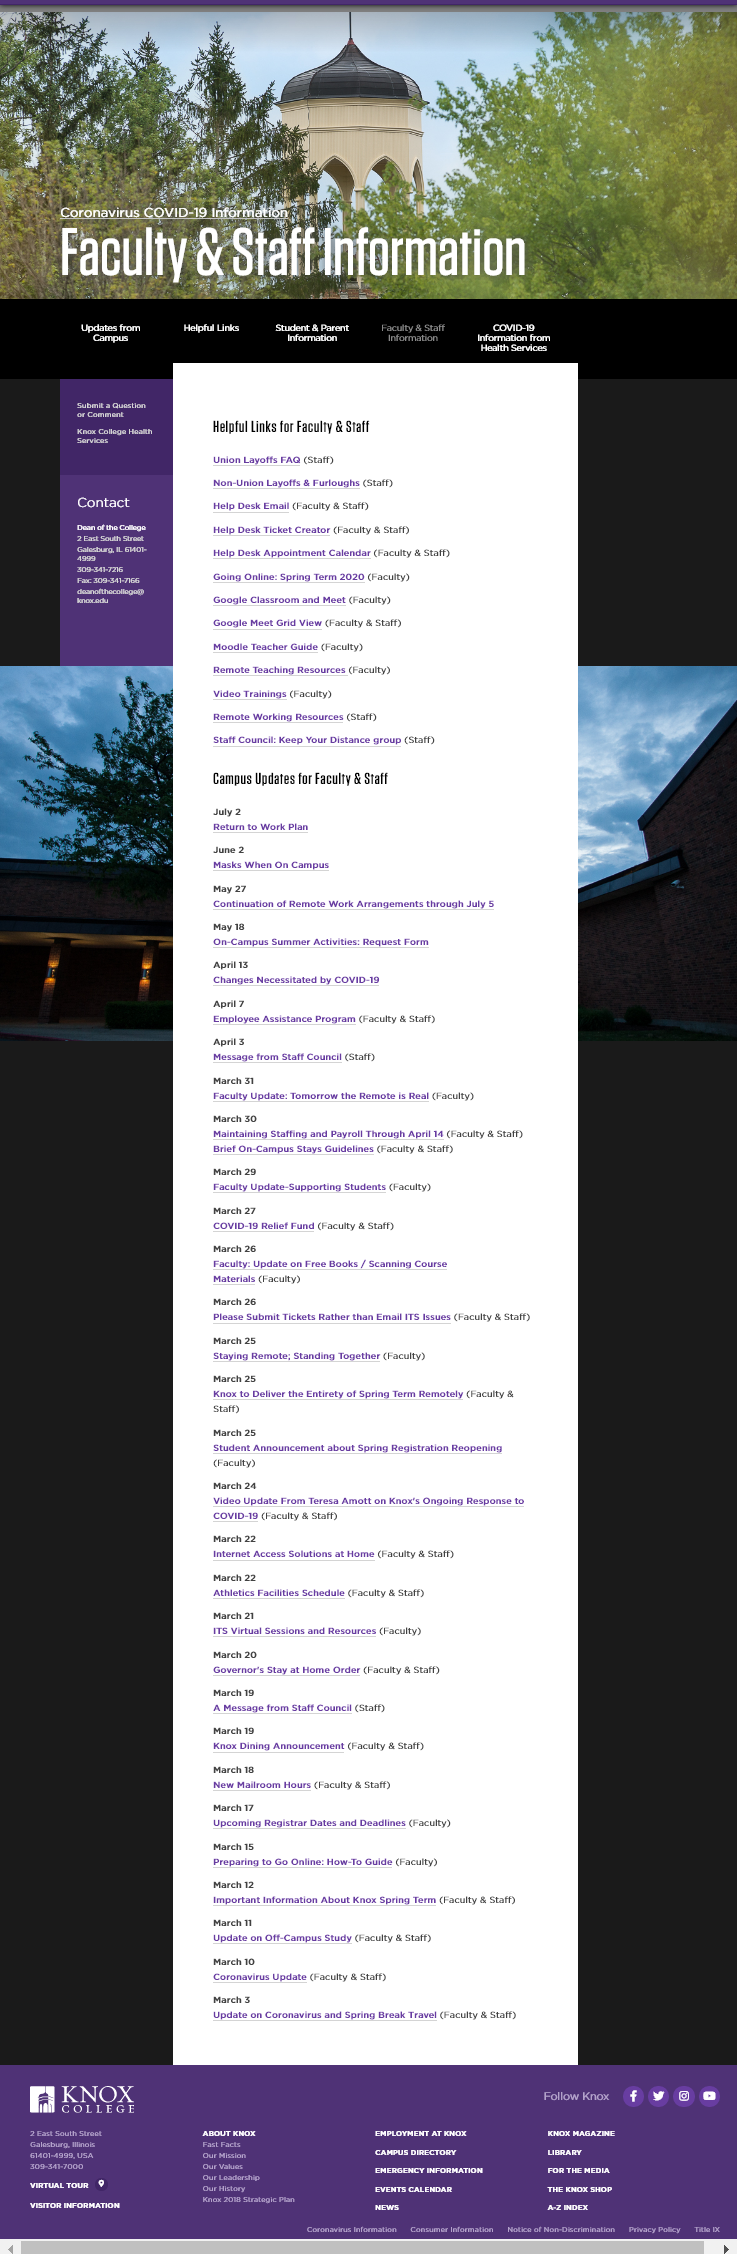 Coronavirus COVID-19 Information
Faculty & Staff Information
Updates from
Campus
Helpful Links
Student & Parent
Information
Faculty & Staff
Information
COVID-19
Information from
Health Services
Submit a Question
or Comment
Knox College Health
Services
Contact
Dean of the College
2 East South Street
Galesburg, IL 61401-
4999
309-341-7216
Fax: 309-341-7166
deanofthecollege@
knox.edu
Helpful Links for Faculty & Staff
Union Layoffs FAQ (Staff)
Non-Union Layoffs & Furloughs (Staff)
Help Desk Email (Faculty & Staff)
Help Desk Ticket Creator (Faculty & Staff)
Help Desk Appointment Calendar (Faculty & Staff)
Going Online: Spring Term 2020 (Faculty)
Google Classroom and Meet (Faculty)
Google Meet Grid View (Faculty & Staff)
Moodle Teacher Guide (Faculty)
Remote Teaching Resources (Faculty)
Video Trainings (Faculty)
Remote Working Resources (Staff)
Staff Council: Keep Your Distance group (Staff)
Campus Updates for Faculty & Staff
July 2
Return to Work Plan
June 2
Masks When On Campus
May 27
Continuation of Remote Work Arrangements through July 5
May 18
On-Campus Summer Activities: Request Form
April 13
Changes Necessitated by COVID-19
April 7
Employee Assistance Program (Faculty & Staff)
April 3
Message from Staff Council (Staff)
March 31
Faculty Update: Tomorrow the Remote is Real (Faculty)
March 30
Maintaining Staffing and Payroll Through April 14 (Faculty & Staff)
Brief On-Campus Stays Guidelines (Faculty & Staff)
March 29
Faculty Update-Supporting Students (Faculty)
March 27
COVID-19 Relief Fund (Faculty & Staff)
March 26
Faculty: Update on Free Books / Scanning Course
Materials (Faculty)
March 26
Please Submit Tickets Rather than Email ITS Issues (Faculty & Staff)
March 25
Staying Remote; Standing Together (Faculty)
March 25
Knox to Deliver the Entirety of Spring Term Remotely (Faculty &
Staff)
March 25
Student Announcement about Spring Registration Reopening
(Faculty)
March 24
Video Update From Teresa Amott on Knox's Ongoing Response to
COVID-19 (Faculty & Staff)
March 22
Internet Access Solutions at Home (Faculty & Staff)
March 22
Athletics Facilities Schedule (Faculty & Staff)
March 21
ITS Virtual Sessions and Resources (Faculty)
March 20
Governor's Stay at Home Order (Faculty & Staff)
March 19
A Message from Staff Council (Staff)
March 19
Knox Dining Announcement (Faculty & Staff)
March 18
New Mailroom Hours (Faculty & Staff)
March 17
Upcoming Registrar Dates and Deadlines (Faculty)
March 15
Preparing to Go Online: How-To Guide (Faculty)
March 12
Important Information About Knox Spring Term (Faculty & Staff)
March 11
Update on Off-Campus Study (Faculty & Staff)
March 10
Coronavirus Update (Faculty & Staff)
March 3
Update on Coronavirus and Spring Break Travel (Faculty & Staff)
KNOX
COLLEGE
Follow Knox
2 East South Street
Galesburg, Illinois
61401-4999, USA
309-341-7000
VIRTUAL TOUR
VISITOR INFORMATION
ABOUT KNOX
Fast Facts
Our Mission
Our Values
Our Leadership
Our History
Knox 2018 Strategic Plan
EMPLOYMENT AT KNOX
CAMPUS DIRECTORY
EMERGENCY INFORMATION
EVENTS CALENDAR
NEWS
KNOX MAGAZINE
LIBRARY
FOR THE MEDIA
THE KNOX SHOP
A-Z INDEX
Coronavirus Information
Consumer Information
Notice of Non-Discrimination
Privacy Policy
Title IX